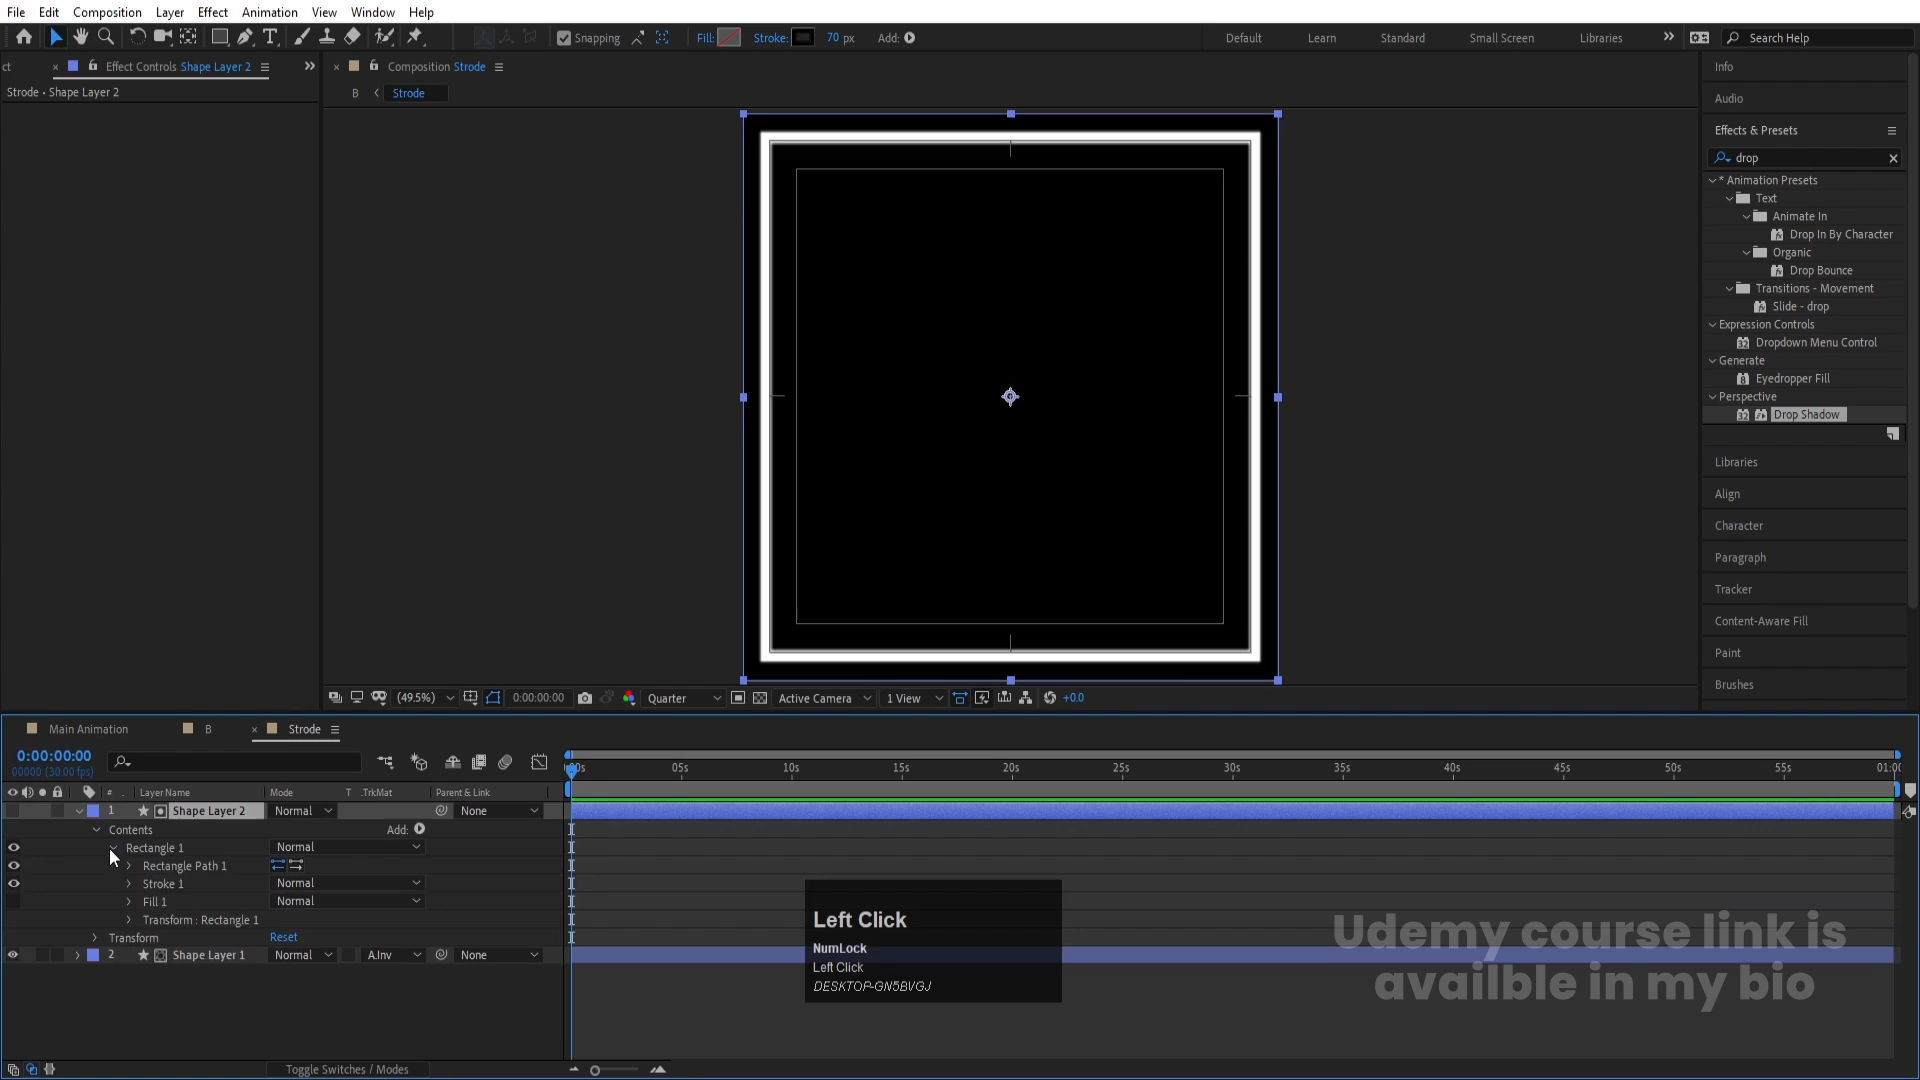 File Edit Composition Layer Effect Animation View Window Help
Snapping Fill: Stroke: 70 px Add: Default Learn Standard Small Screen Libraries Search Help
ct Effect Controls Shape Layer 2
Strode • Shape Layer 2
Composition Strode
B Strode
Info
Audio
Effects & Presets
drop
* Animation Presets
Text
Animate In
Drop In By Character
Organic
Drop Bounce
Transitions - Movement
Slide - drop
Expression Controls
Dropdown Menu Control
Generate
Eyedropper Fill
Perspective
Drop Shadow
Libraries
Align
Character
Paragraph
Tracker
Content-Aware Fill
Paint
Brushes
(49.5%) 0:00:00:00 Quarter Active Camera 1 View +0.0
Main Animation B Strode
0:00:00:00
00000 (30.00 fps)
05s 10s 15s 20s 25s 30s 35s 40s 45s 50s 55s
# Layer Name Mode T .TrkMat Parent & Link
1 Shape Layer 2 Normal None
Contents Add:
Rectangle 1 Normal
Rectangle Path 1
Stroke 1 Normal
Fill 1 Normal
Transform : Rectangle 1
Transform Reset
2 Shape Layer 1 Normal A.Inv None
Left Click
NumLock
Left Click
DESKTOP-GN5BVGJ
Udemy course link is
availble in my bio
Toggle Switches / Modes